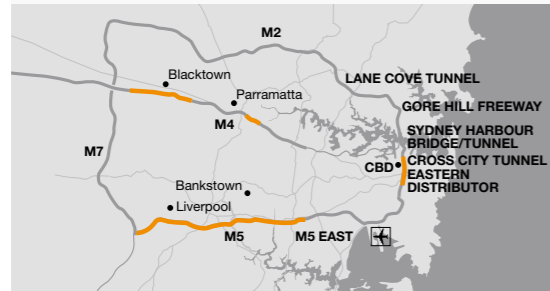 M2
Blacktown
LANE COVE TUNNEL
Parramatta
GORE HILL FREEWAY
M4
SYDNEY HARBOUR
BRIDGE/TUNNEL
M7
CBD
CROSS CITY TUNNEL
EASTERN
DISTRIBUTOR
Bankstown
Liverpool
M5
M5 EAST